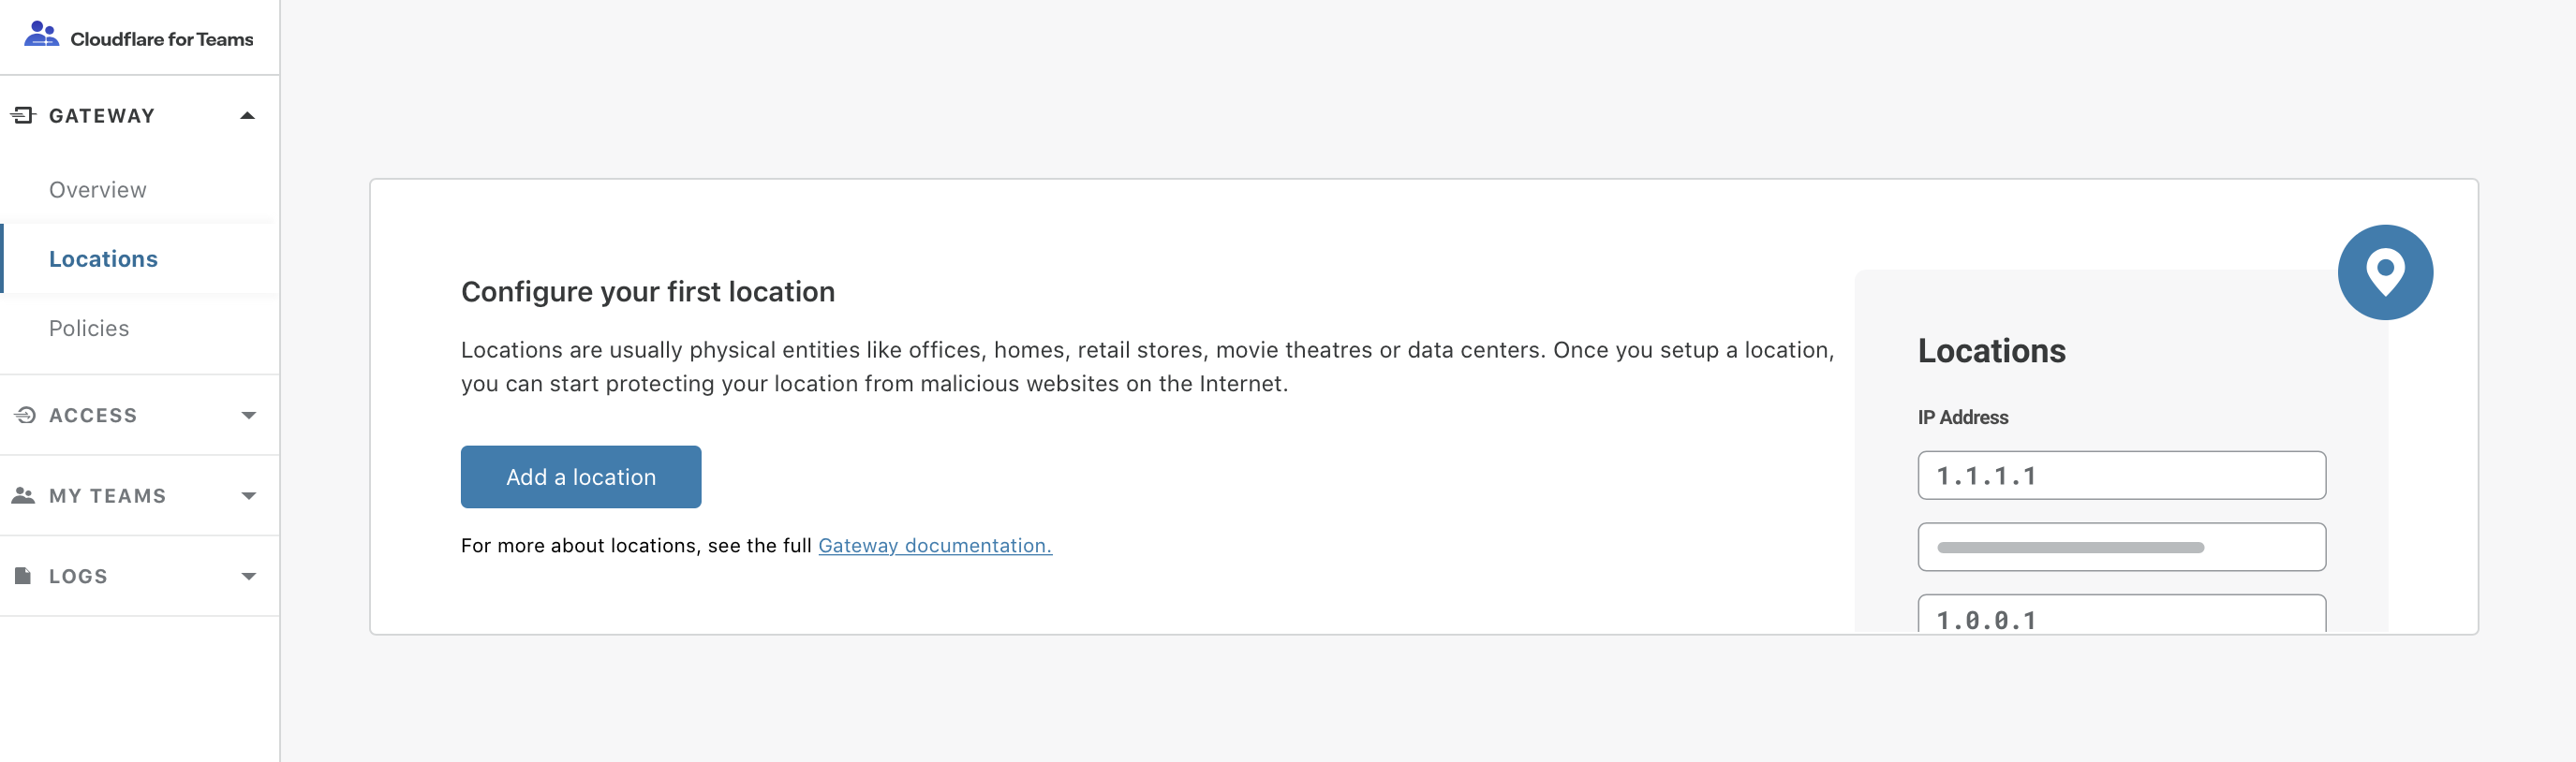 Cloudflare for Teams
GATEWAY
Overview
Locations
Policies
ACCESS
MY TEAMS
LOGS
Configure your first location
Locations are usually physical entities like offices, homes, retail stores, movie theatres or data centers. Once you setup a location,
you can start protecting your location from malicious websites on the Internet.
Add a location
For more about locations, see the full Gateway documentation.
Locations
IP Address
1.1.1.1
1.0.0.1